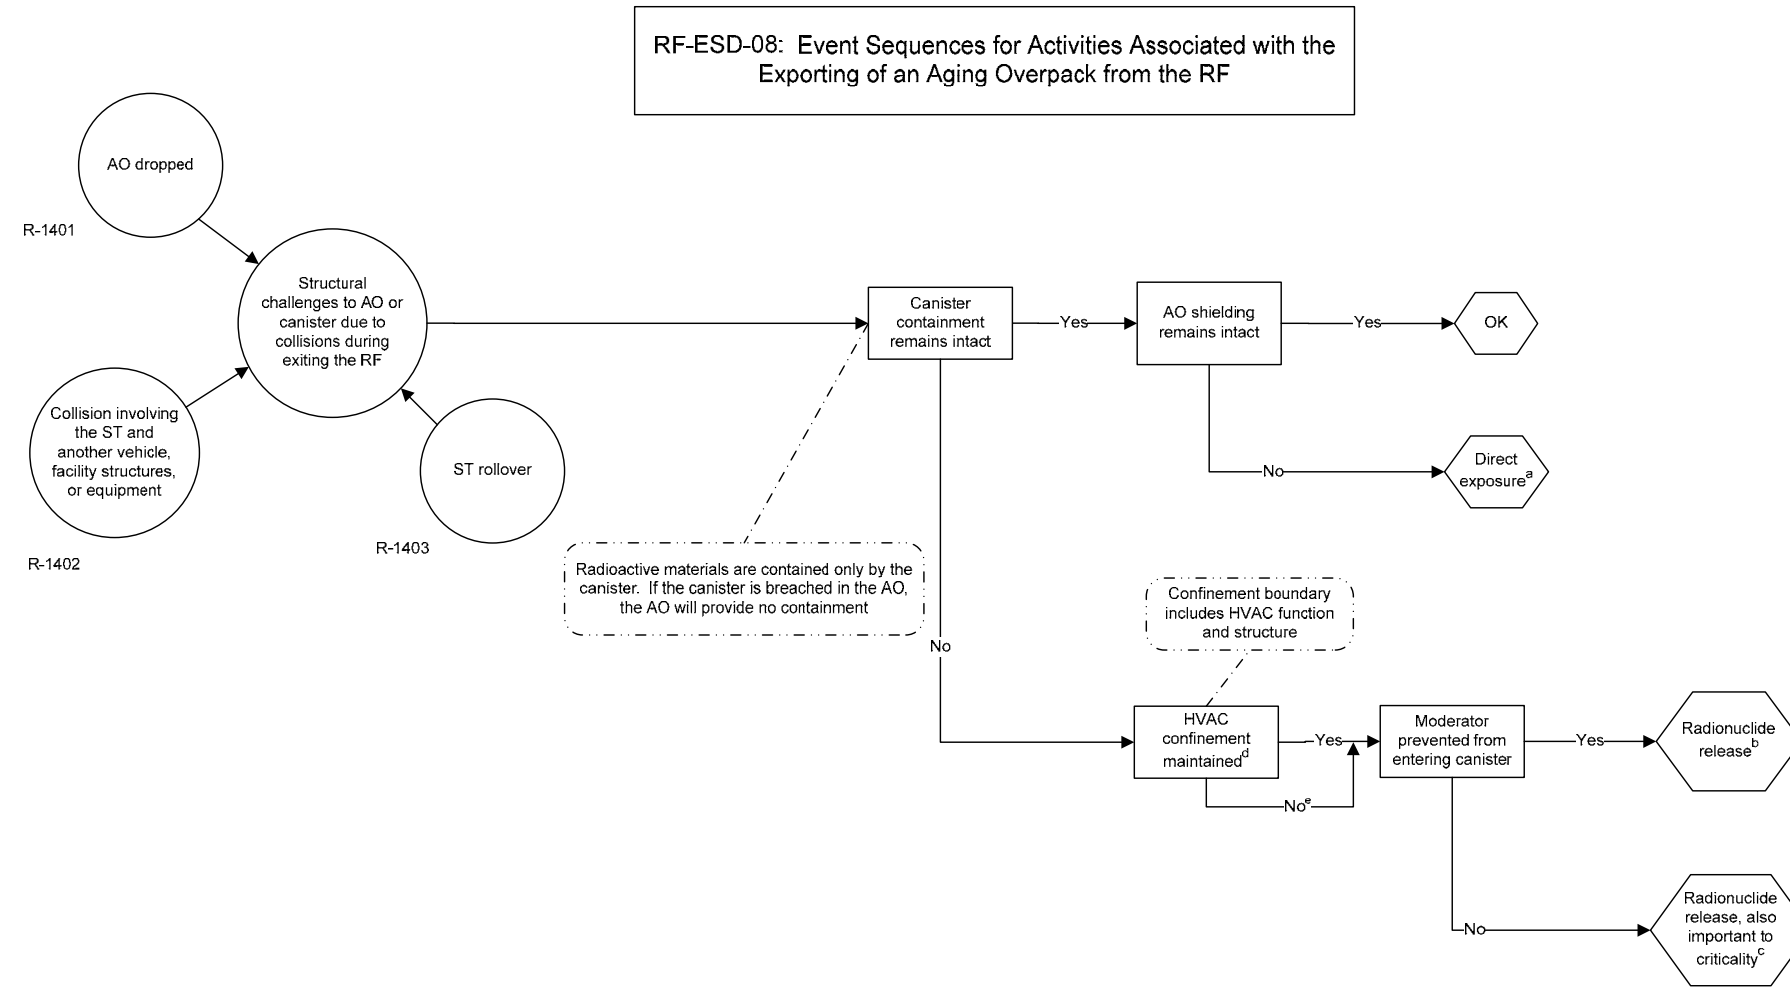 RF-ESD-08:  Event Sequences for Activities Associated with the
Exporting of an Aging Overpack from the RF
AO dropped
R-1401
Structural
challenges to AO or
canister due to
collisions during
exiting the RF
Collision involving
the ST and
another vehicle,
facility structures,
or equipment
R-1402
ST rollover
R-1403
Canister
containment
remains intact
Yes
AO shielding
remains intact
Yes
OK
No
Direct
exposure^a
Radioactive materials are contained only by the
canister.  If the canister is breached in the AO,
the AO will provide no containment
No
Confinement boundary
includes HVAC function
and structure
HVAC
confinement
maintained^d
Yes
No^e
Moderator
prevented from
entering canister
Yes
Radionuclide
release^b
No
Radionuclide
release, also
important to
criticality^c